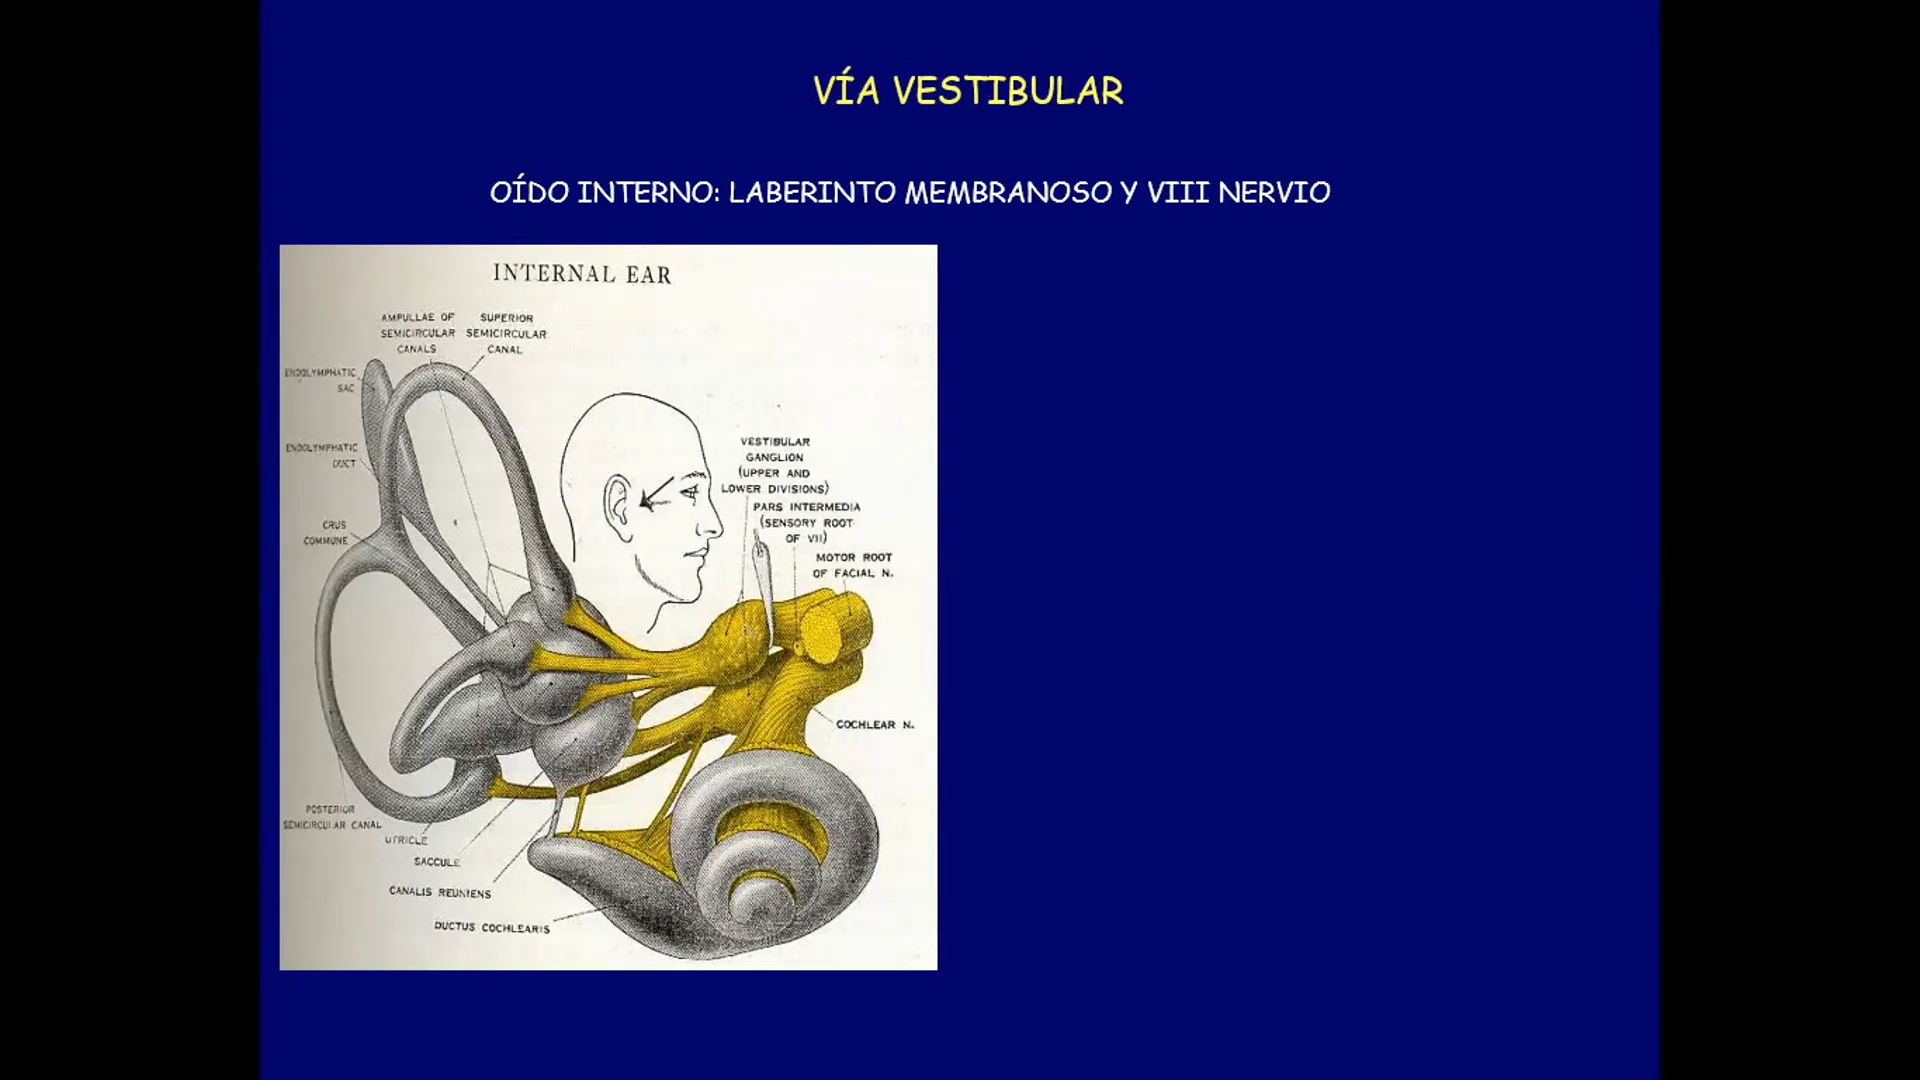 VÍA VESTIBULAR
OÍDO INTERNO: LABERINTO MEMBRANOSO Y VIII NERVIO
INTERNAL EAR
AMPULLAE OF
SEMICIRCULAR
CANALS
SUPERIOR
SEMICIRCULAR
CANAL
ENDOLYMPHATIC
SAC
ENDOLYMPHATIC
DUCT
CRUS
COMMUNE
VESTIBULAR
GANGLION
(UPPER AND
LOWER DIVISIONS)
PARS INTERMEDIA
(SENSORY ROOT
OF VII)
MOTOR ROOT
OF FACIAL N.
COCHLEAR N.
POSTERIOR
SEMICIRCULAR CANAL
UTRICLE
SACCULE
CANALIS REUNIENS
DUCTUS COCHLEARIS